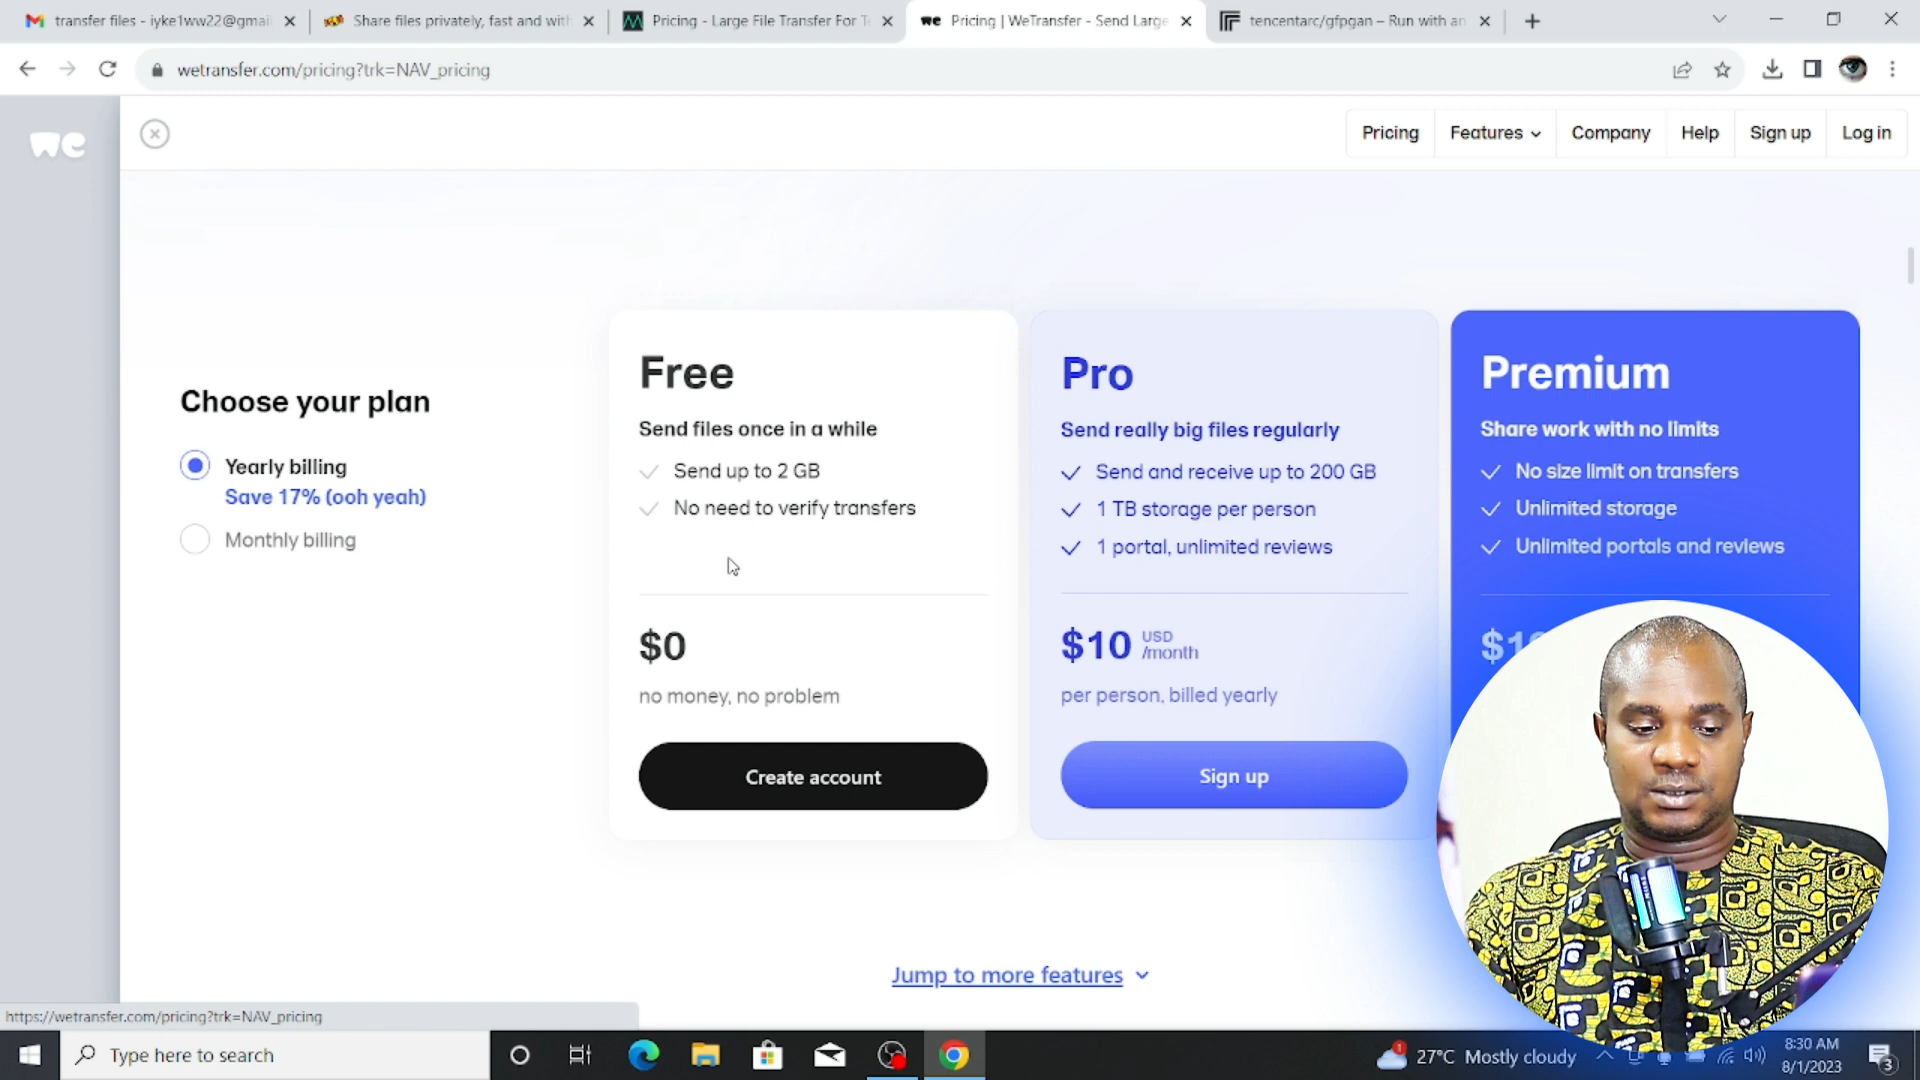 transfer files - iyke1ww22@gmai
Share files privately, fast and with
Pricing - Large File Transfer For Te
Pricing | WeTransfer - Send Large
tencentarc/gfpgan – Run with an
wetransfer.com/pricing?trk=NAV_pricing
we
Pricing
Features
Company
Help
Sign up
Log in
Choose your plan
Yearly billing
Save 17% (ooh yeah)
Monthly billing
Free
Send files once in a while
Send up to 2 GB
No need to verify transfers
$0
no money, no problem
Create account
Pro
Send really big files regularly
Send and receive up to 200 GB
1 TB storage per person
1 portal, unlimited reviews
$10 USD
/month
per person, billed yearly
Sign up
Premium
Share work with no limits
No size limit on transfers
Unlimited storage
Unlimited portals and reviews
Jump to more features
https://wetransfer.com/pricing?trk=NAV_pricing
Type here to search
27°C Mostly cloudy
8:30 AM
8/1/2023
3